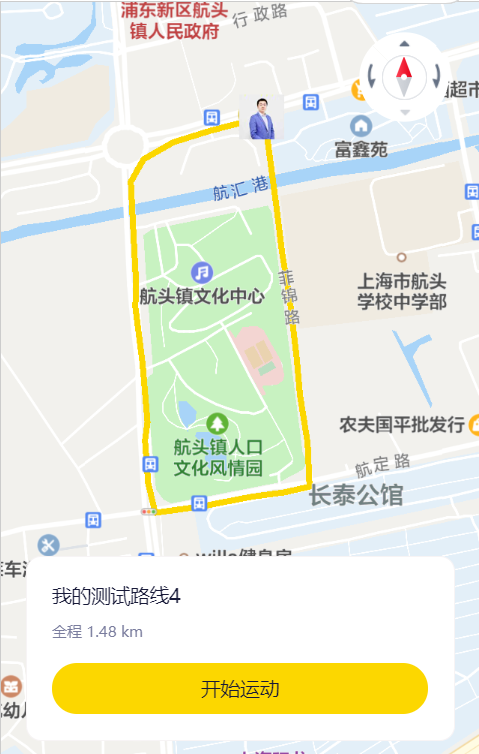 浦东新区航头
镇人民政府
行政路
超市
富鑫苑
航汇港
航头镇文化中心
菲锦路
上海市航头
学校中学部
农夫国平批发行
航头镇人口
文化风情园
航定路
长泰公馆
我的测试路线4
全程 1.48 km
开始运动